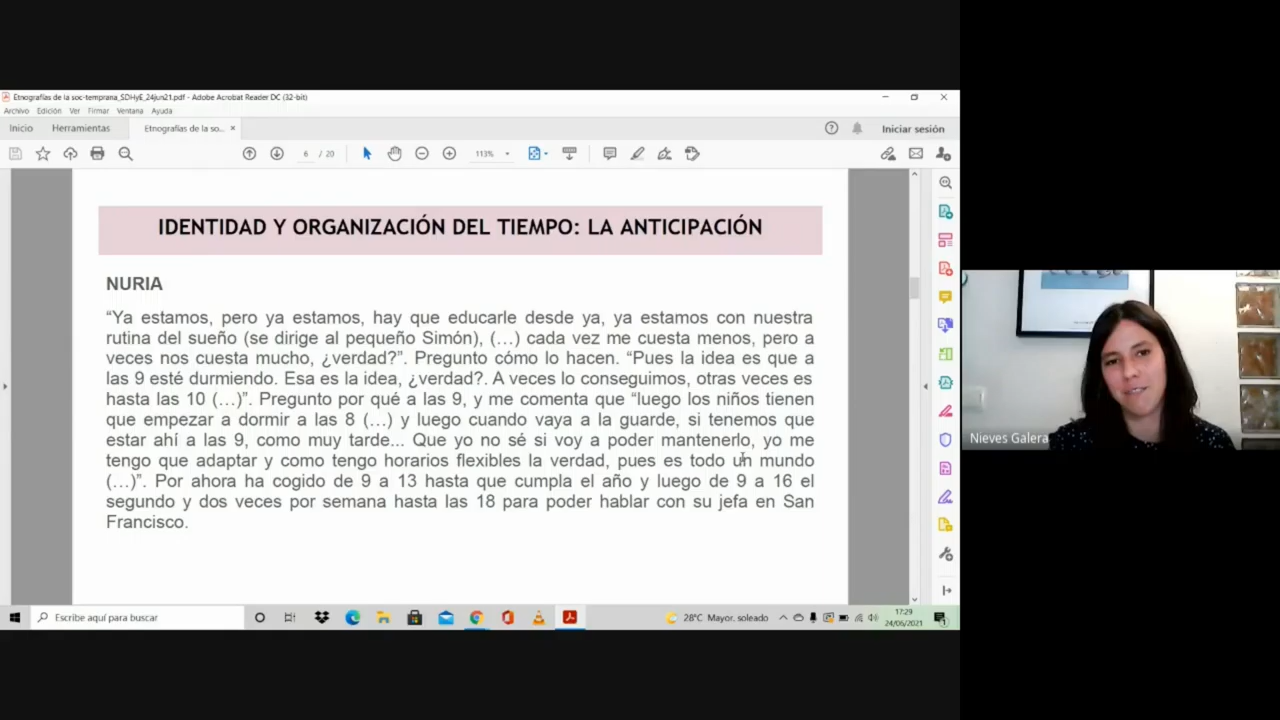 Etnografías de la soc-temprana_SDHyE_24jun21.pdf - Adobe Acrobat Reader DC (32-bit)
Archivo Edición Ver Firmar Ventana Ayuda
Inicio Herramientas Etnografías de la so... × Iniciar sesión
6 / 20 113%
IDENTIDAD Y ORGANIZACIÓN DEL TIEMPO: LA ANTICIPACIÓN
NURIA
“Ya estamos, pero ya estamos, hay que educarle desde ya, ya estamos con nuestra
rutina del sueño (se dirige al pequeño Simón), (…) cada vez me cuesta menos, pero a
veces nos cuesta mucho, ¿verdad?”. Pregunto cómo lo hacen. “Pues la idea es que a
las 9 esté durmiendo. Esa es la idea, ¿verdad?. A veces lo conseguimos, otras veces es
hasta las 10 (…)”. Pregunto por qué a las 9, y me comenta que “luego los niños tienen
que empezar a dormir a las 8 (…) y luego cuando vaya a la guarde, si tenemos que
estar ahí a las 9, como muy tarde... Que yo no sé si voy a poder mantenerlo, yo me
tengo que adaptar y como tengo horarios flexibles la verdad, pues es todo un mundo
(…)”. Por ahora ha cogido de 9 a 13 hasta que cumpla el año y luego de 9 a 16 el
segundo y dos veces por semana hasta las 18 para poder hablar con su jefa en San
Francisco.
Nieves Galera
Escribe aquí para buscar
28°C Mayor. soleado
17:29
24/06/2021